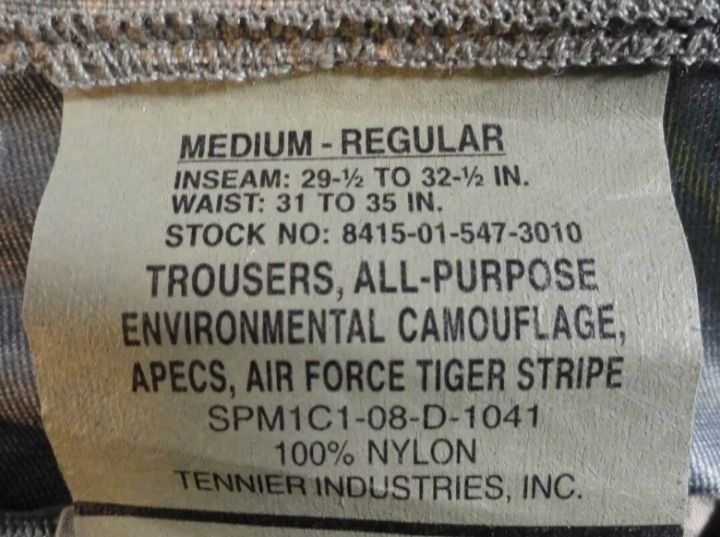 MEDIUM - REGULAR
INSEAM: 29-½ TO 32-½ IN.
WAIST: 31 TO 35 IN.
STOCK NO: 8415-01-547-3010
TROUSERS, ALL-PURPOSE
ENVIRONMENTAL CAMOUFLAGE,
APECS, AIR FORCE TIGER STRIPE
SPM1C1-08-D-1041
100% NYLON
TENNIER INDUSTRIES, INC.